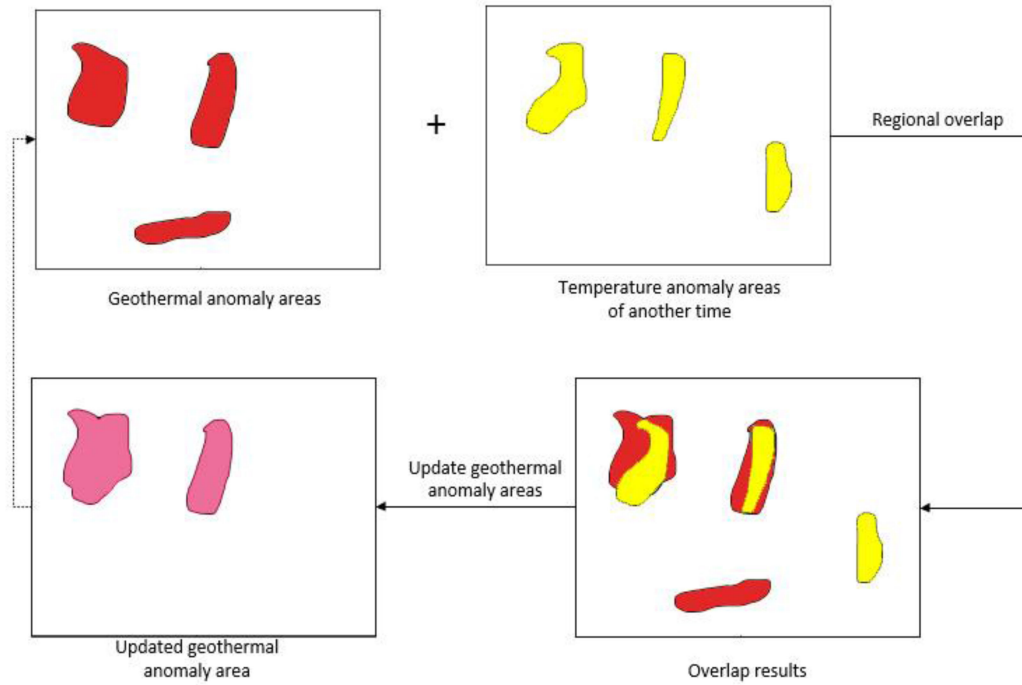 +
Regional overlap
Geothermal anomaly areas
Temperature anomaly areas
of another time
Update geothermal
anomaly areas
Updated geothermal
anomaly area
Overlap results